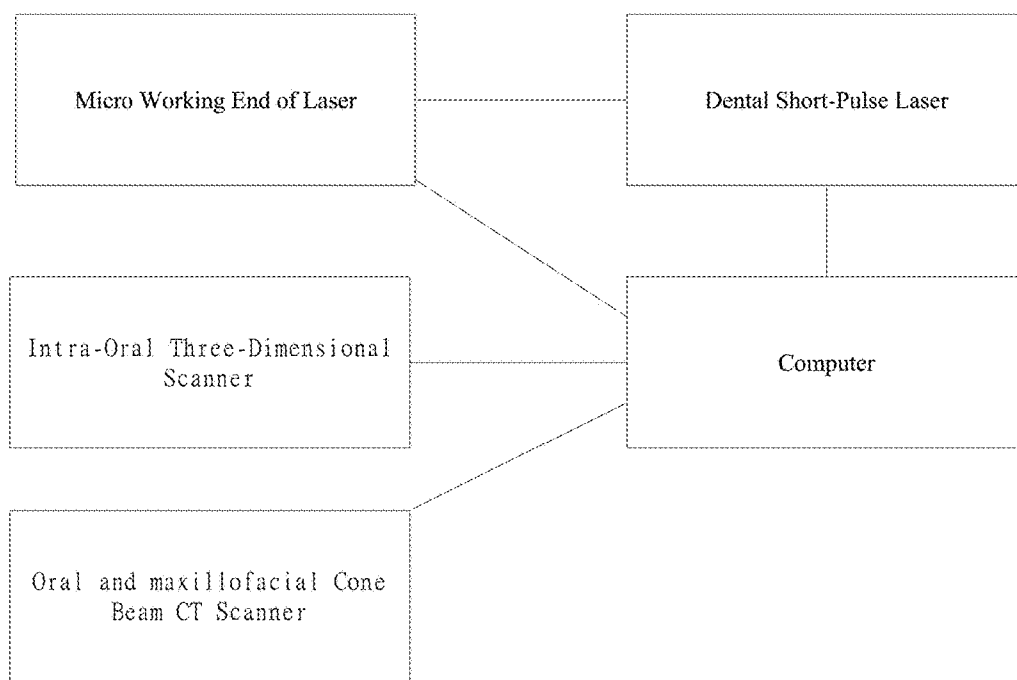 Micro Working End of Laser
Dental Short-Pulse Laser
Intra-Oral Three-Dimensional
Scanner
Computer
Oral and maxillofacial Cone
Beam CT Scanner